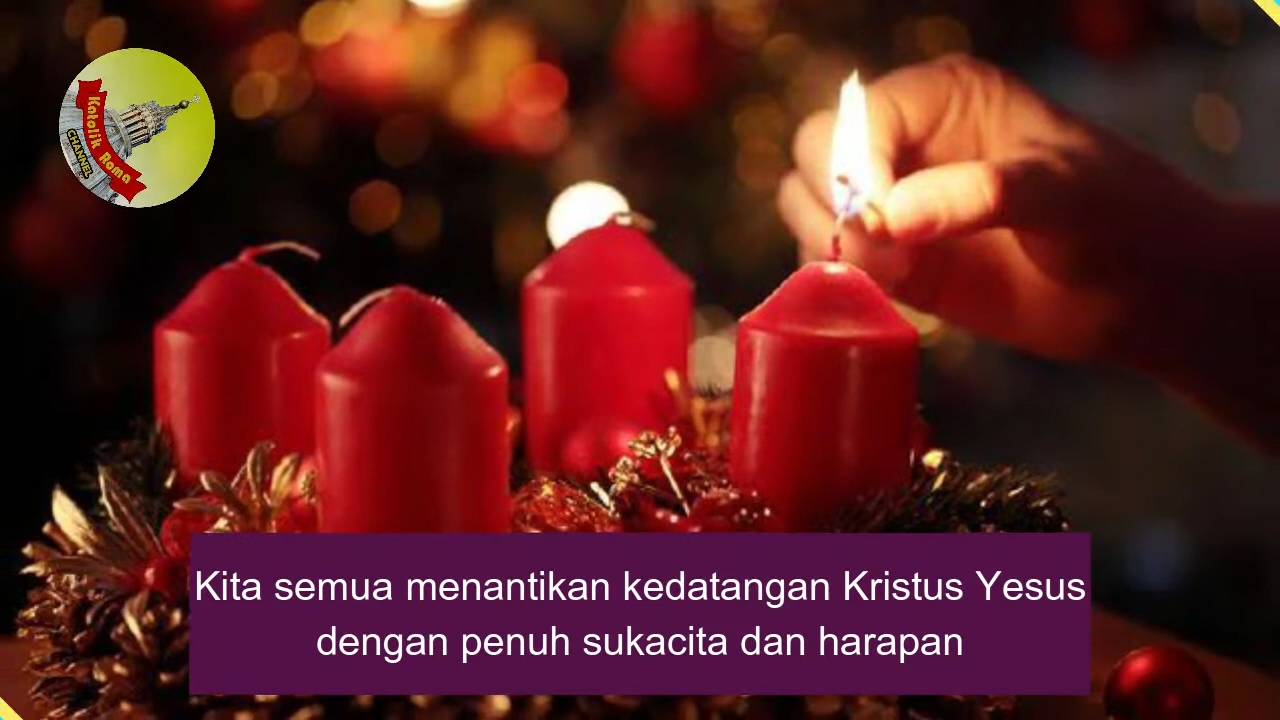 Katolik Roma
CHANNEL
Kita semua menantikan kedatangan Kristus Yesus
dengan penuh sukacita dan harapan